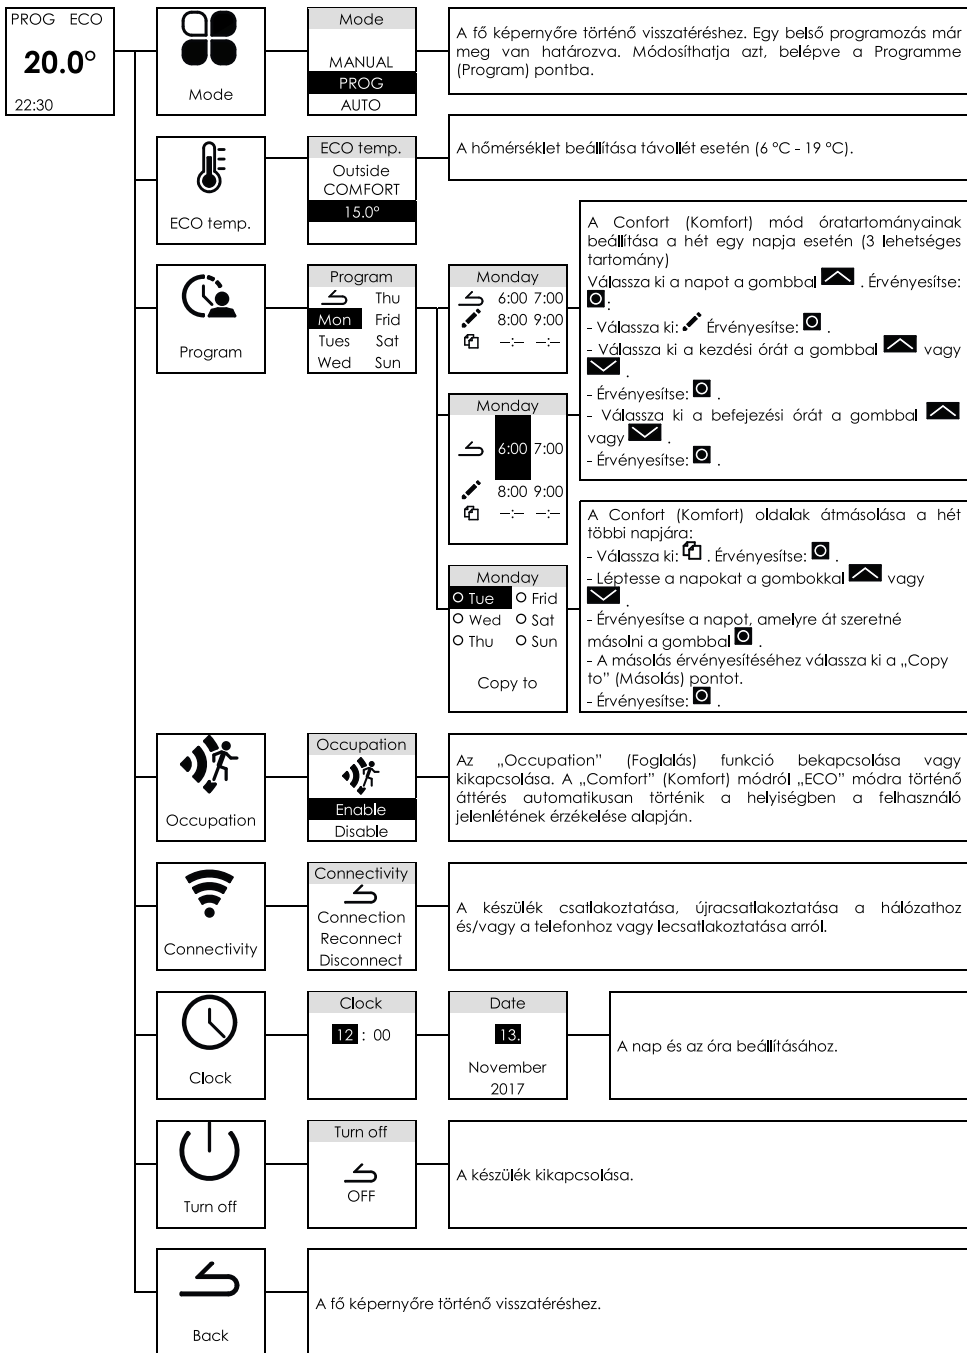 PROG ECO
20.0°
22:30
Mode
Mode
MANUAL
PROG
AUTO
A fő képernyőre történő visszatéréshez. Egy belső programozás már
meg van határozva. Módosíthatja azt, belépve a Programme
(Program) pontba.
ECO temp.
ECO temp.
Outside
COMFORT
15.0°
A hőmérséklet beállítása távollét esetén (6 °C - 19 °C).
Program
Program
Thu
Mon Frid
Tues Sat
Wed Sun
Monday
6:00 7:00
8:00 9:00
–:– –:–
Monday
6:00 7:00
8:00 9:00
–:– –:–
A Confort (Komfort) mód óratartományainak
beállítása a hét egy napja esetén (3 lehetséges
tartomány)
Válassza ki a napot a gombbal . Érvényesítse:
.
- Válassza ki: Érvényesítse: .
- Válassza ki a kezdési órát a gombbal vagy
.
- Érvényesítse: .
- Válassza ki a befejezési órát a gombbal
vagy .
- Érvényesítse: .
Monday
Tue Frid
Wed Sat
Thu Sun
Copy to
A Confort (Komfort) oldalak átmásolása a hét
többi napjára:
- Válassza ki: . Érvényesítse: .
- Léptesse a napokat a gombokkal vagy
.
- Érvényesítse a napot, amelyre át szeretné
másolni a gombbal .
- A másolás érvényesítéséhez válassza ki a „Copy
to” (Másolás) pontot.
- Érvényesítse: .
Occupation
Occupation
Enable
Disable
Az „Occupation” (Foglalás) funkció bekapcsolása vagy
kikapcsolása. A „Comfort” (Komfort) módról „ECO” módra történő
áttérés automatikusan történik a helyiségben a felhasználó
jelenlétének érzékelése alapján.
Connectivity
Connectivity
Connection
Reconnect
Disconnect
A készülék csatlakoztatása, újracsatlakoztatása a hálózathoz
és/vagy a telefonhoz vagy lecsatlakoztatása arról.
Clock
Clock
12 : 00
Date
13.
November
2017
A nap és az óra beállításához.
Turn off
Turn off
OFF
A készülék kikapcsolása.
Back
A fő képernyőre történő visszatéréshez.